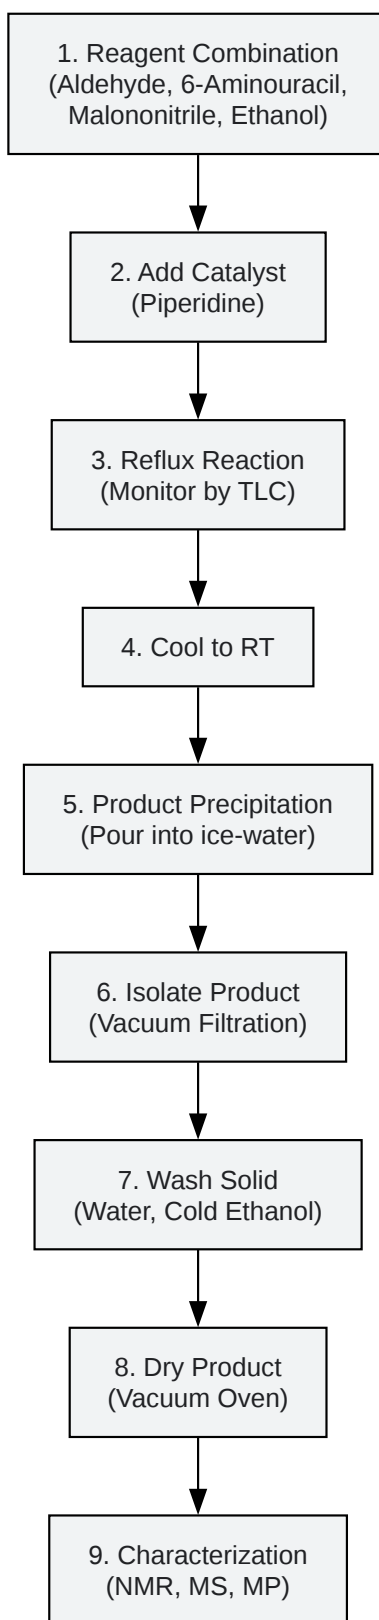 1. Reagent Combination
(Aldehyde, 6-Aminouracil,
Malononitrile, Ethanol)
2. Add Catalyst
(Piperidine)
3. Reflux Reaction
(Monitor by TLC)
4. Cool to RT
5. Product Precipitation
(Pour into ice-water)
6. Isolate Product
(Vacuum Filtration)
7. Wash Solid
(Water, Cold Ethanol)
8. Dry Product
(Vacuum Oven)
9. Characterization
(NMR, MS, MP)